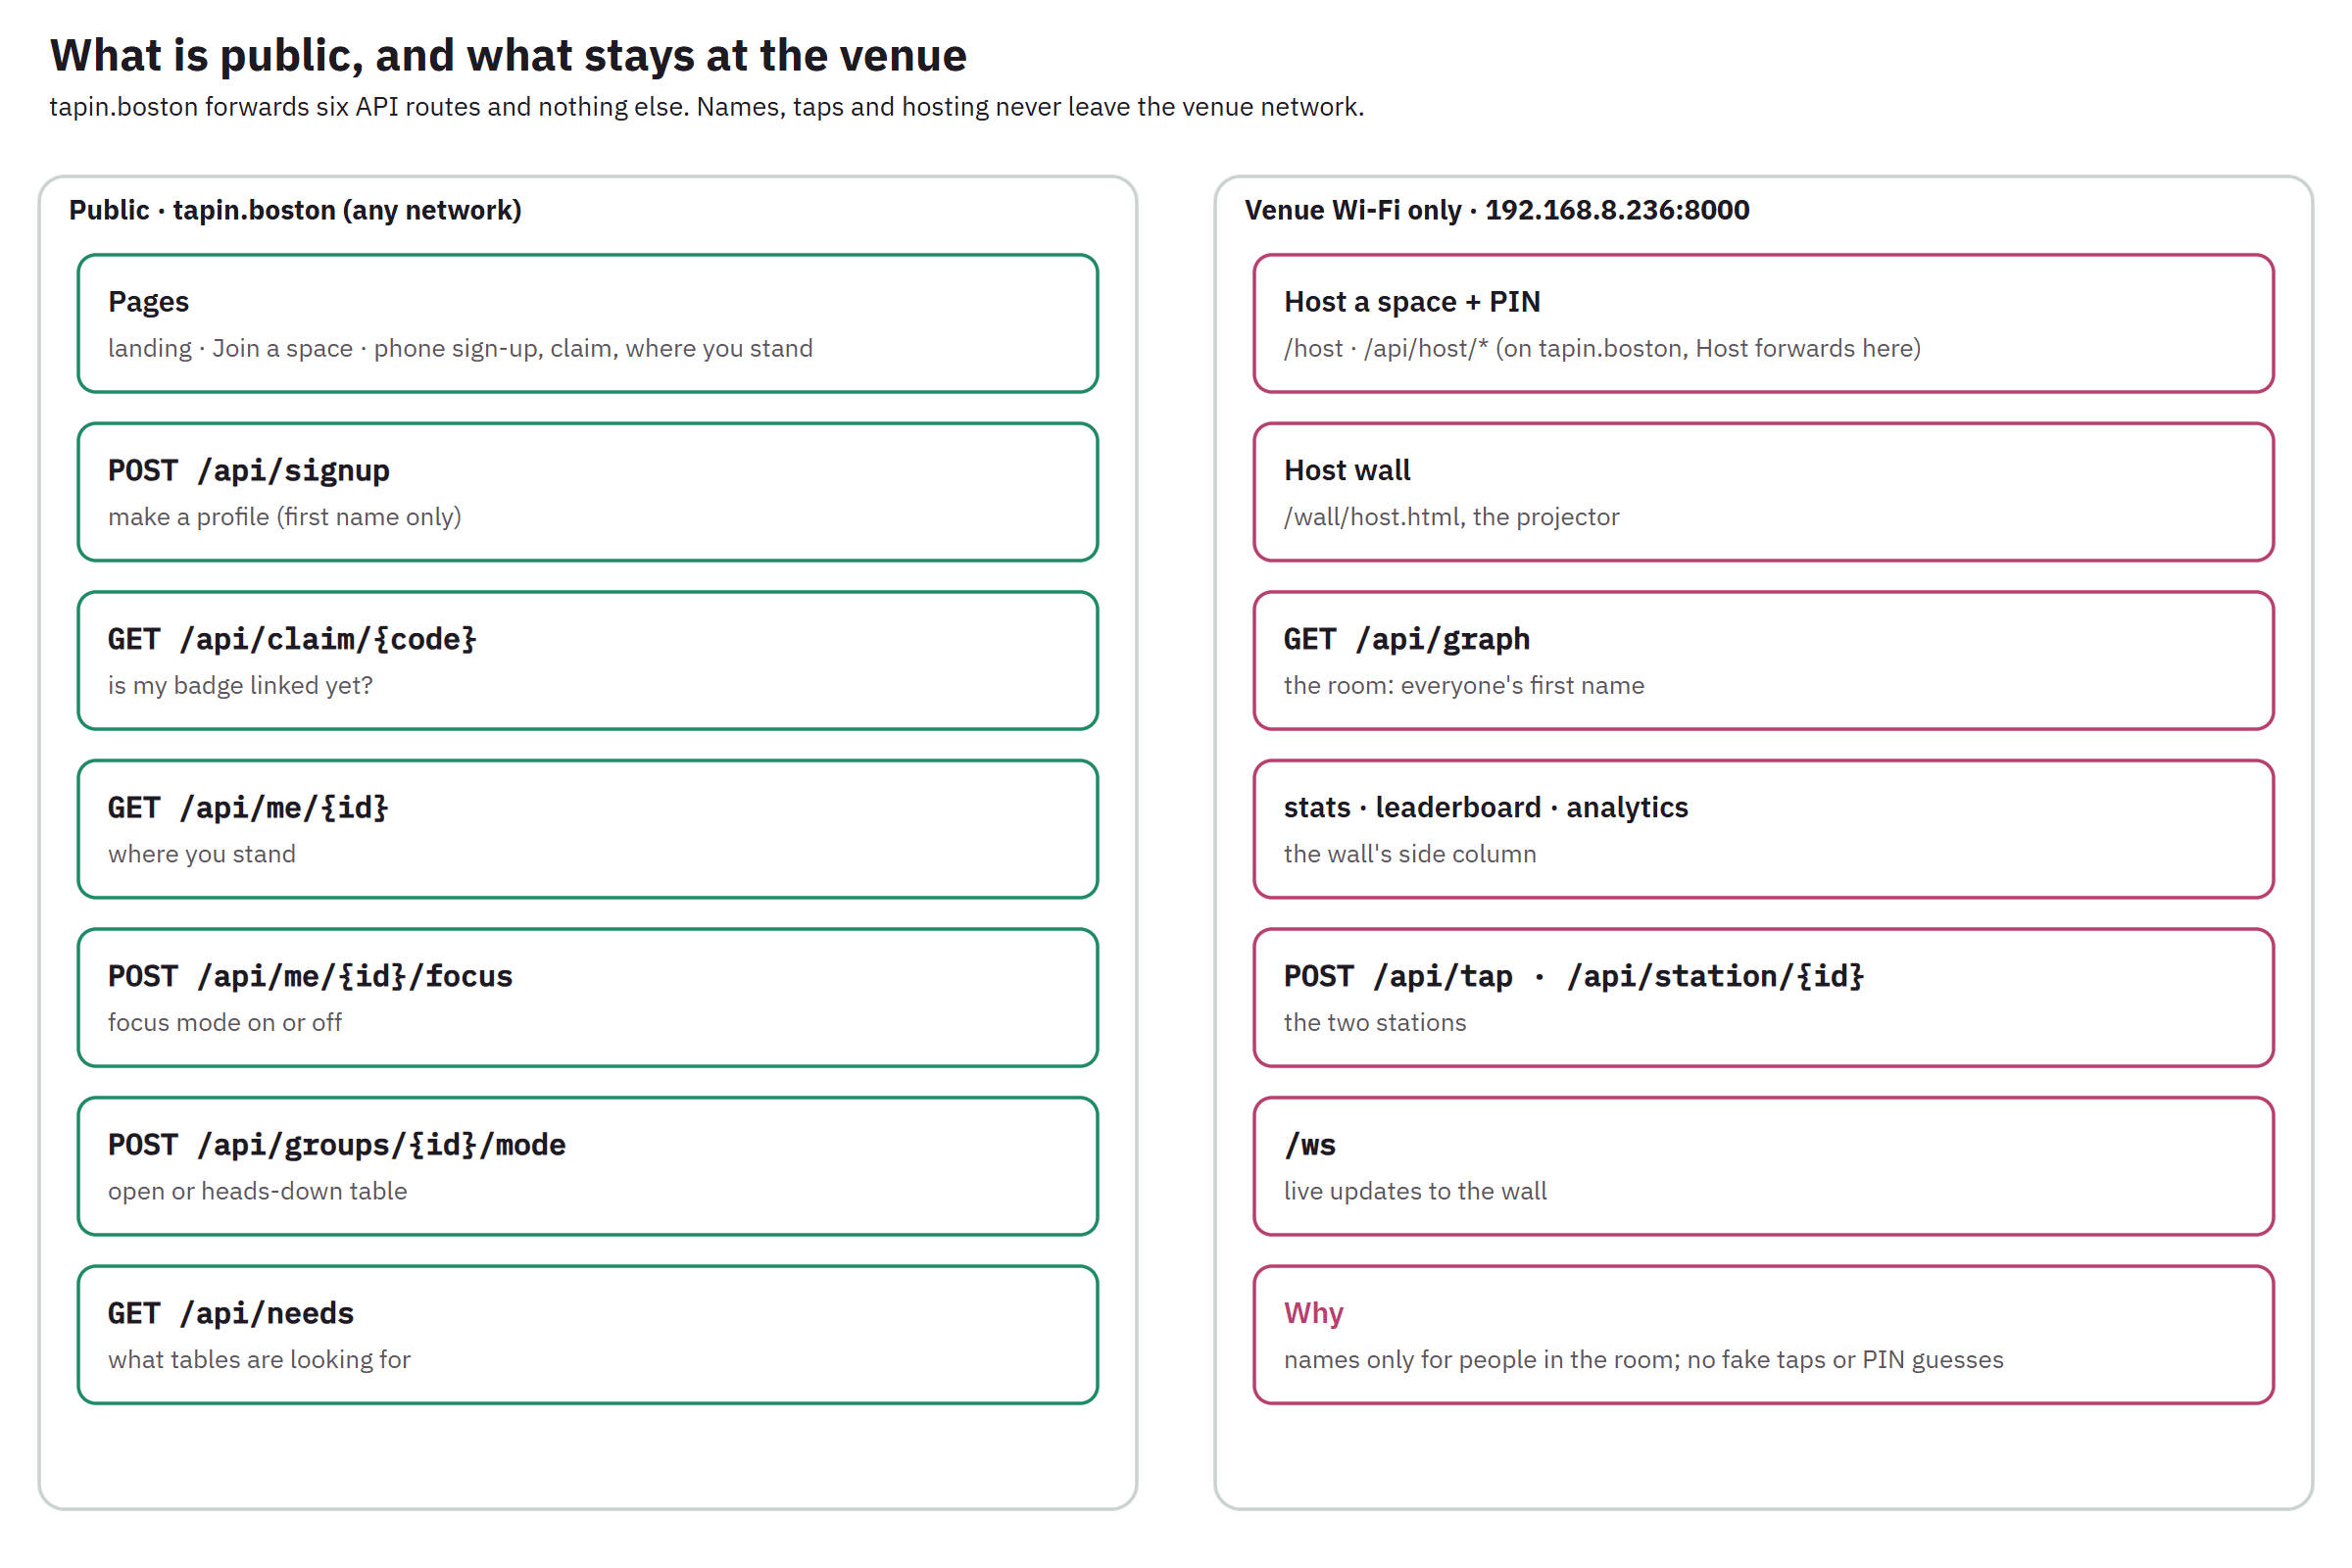 What is public, and what stays at the venue
tapin.boston forwards six API routes and nothing else. Names, taps and hosting never leave the venue network.
Public · tapin.boston (any network)
Pages
landing · Join a space · phone sign-up, claim, where you stand
POST /api/signup
make a profile (first name only)
GET /api/claim/{code}
is my badge linked yet?
GET /api/me/{id}
where you stand
POST /api/me/{id}/focus
focus mode on or off
POST /api/groups/{id}/mode
open or heads-down table
GET /api/needs
what tables are looking for
Venue Wi-Fi only · 192.168.8.236:8000
Host a space + PIN
/host · /api/host/* (on tapin.boston, Host forwards here)
Host wall
/wall/host.html, the projector
GET /api/graph
the room: everyone's first name
stats · leaderboard · analytics
the wall's side column
POST /api/tap · /api/station/{id}
the two stations
/ws
live updates to the wall
Why
names only for people in the room; no fake taps or PIN guesses